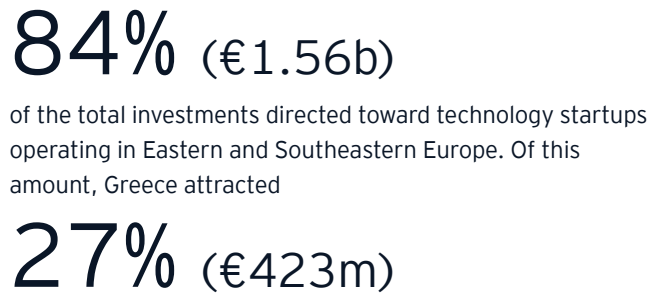 84% (€1.56b)
of the total investments directed toward technology startups
operating in Eastern and Southeastern Europe. Of this
amount, Greece attracted
27% (€423m)